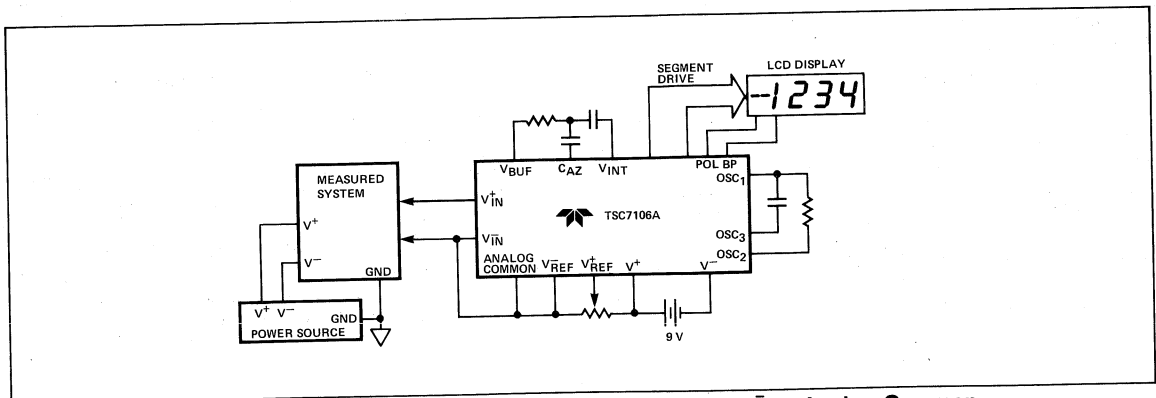 SEGMENT
DRIVE
LCD DISPLAY
--1234
VBUF
CAZ
VINT
POL BP
OSC1
MEASURED
SYSTEM
V+IN
TSC7106A
V+
V-IN
OSC3
ANALOG
COMMON
V-REF
V+REF
V+
V-
OSC2
V-
GND
V+ V-
GND
POWER SOURCE
9 V